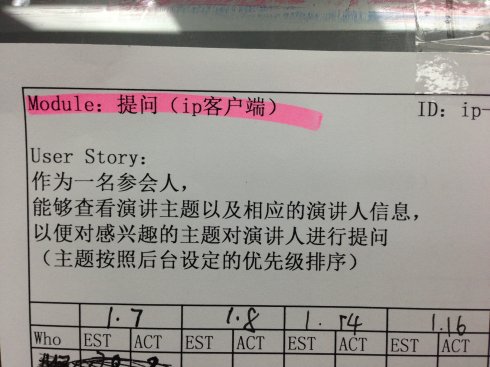 Module: 提问（ip客户端）
ID: ip-
User Story:
作为一名参会人，
能够查看演讲主题以及相应的演讲人信息，
以便对感兴趣的主题对演讲人进行提问
（主题按照后台设定的优先级排序）
1.7 1.8 1.14 1.16
Who EST ACT EST ACT EST ACT EST ACT